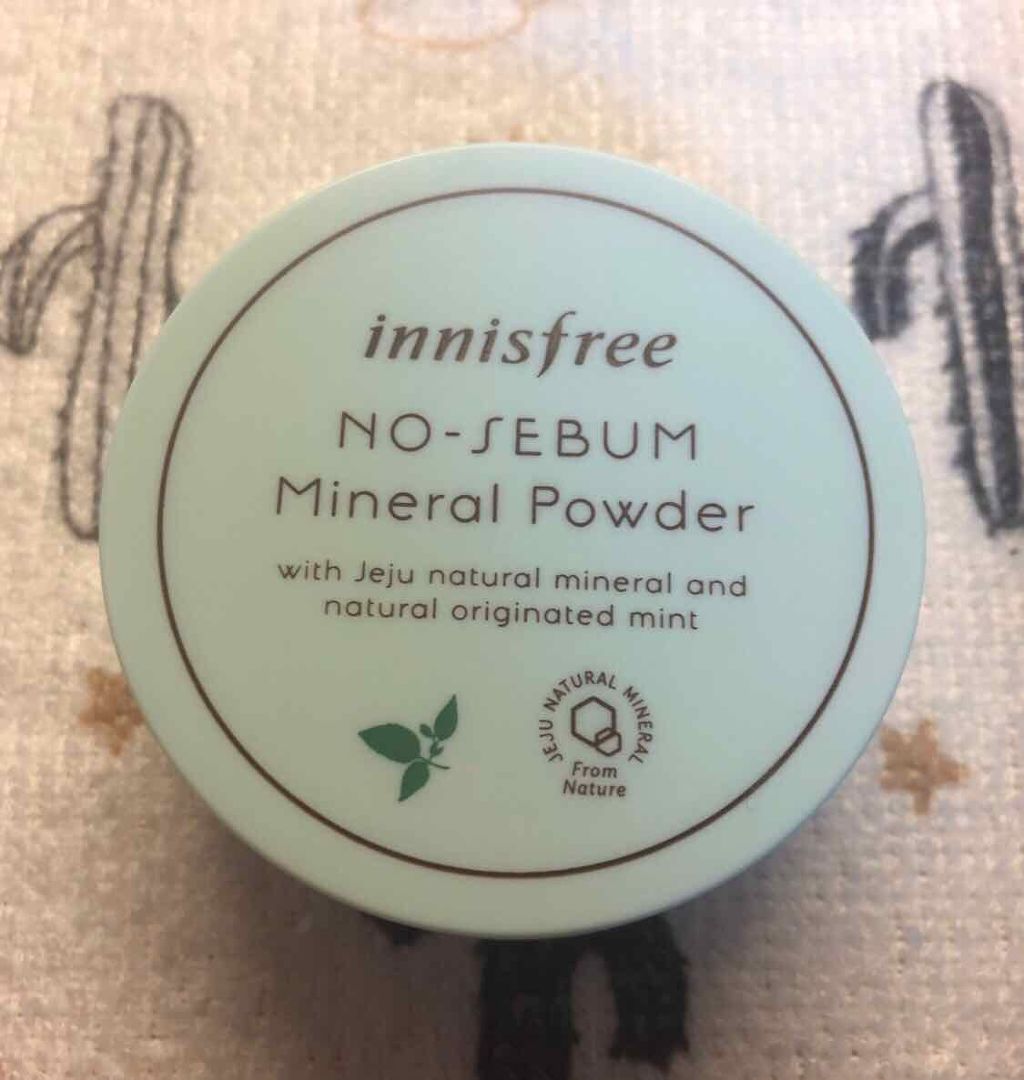 innisfree
NO-SEBUM
Mineral Powder
with Jeju natural mineral and
natural originated mint
JEJU NATURAL MINERAL
From
Nature